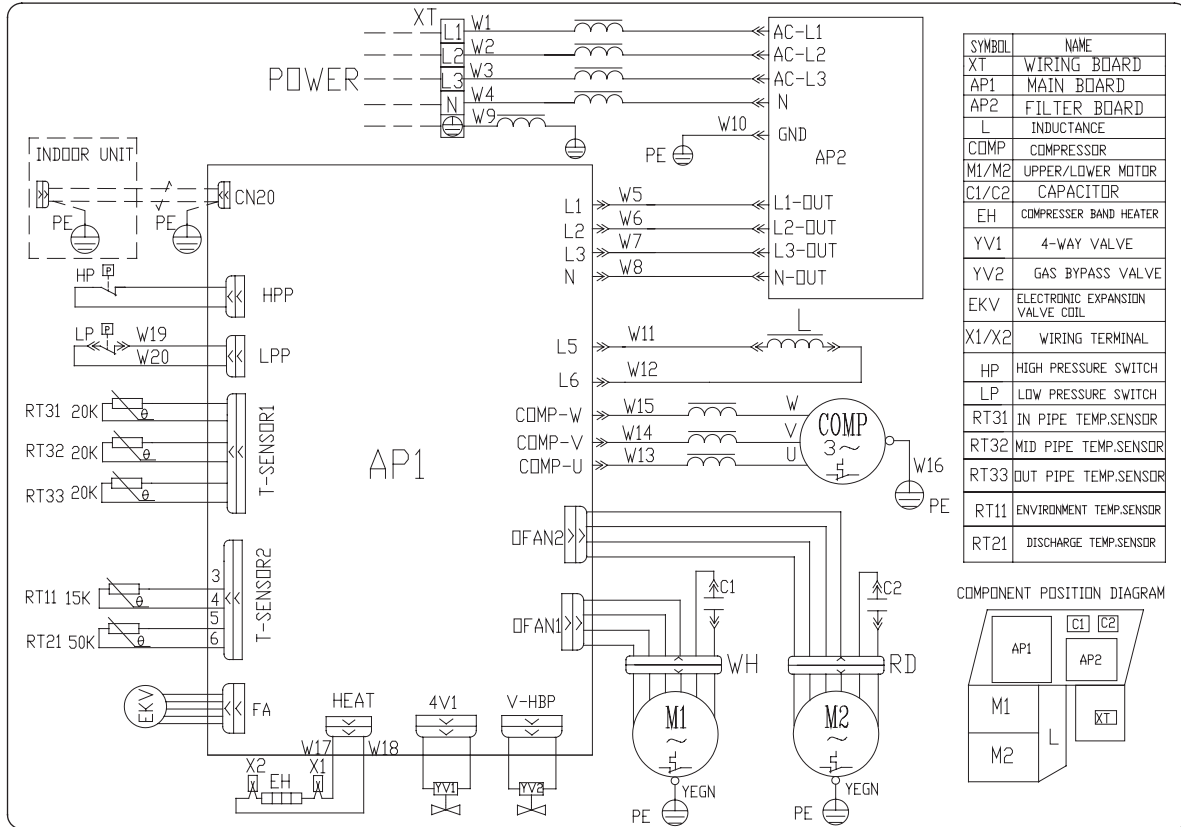 XT
POWER
L1 W1
L2 W2
L3 W3
N W4
W9
AC-L1
AC-L2
AC-L3
N
W10 GND
PE
AP2
L1 W5 L1-OUT
L2 W6 L2-OUT
L3 W7 L3-OUT
N W8 N-OUT
INDOOR UNIT
CN20
PE PE
HP P
HPP
LP P W19
W20
LPP
RT31 20K
RT32 20K
RT33 20K
θ
θ
θ
T-SENSOR1
AP1
L5 W11 L
L6 W12
COMP-W W15 W
COMP-V W14 V
COMP-U W13 U
COMP
3~
W16
PE
T-SENSOR2
3
4
5
6
RT11 15K
RT21 50K
θ
θ
EKV
FA
OFAN2
OFAN1
C1
C2
WH
RD
M1
~
M2
~
YEGN
YEGN
PE
PE
HEAT
4V1
V-HBP
W17 W18
X2 EH X1
YV1
YV2
SYMBOL NAME
XT WIRING BOARD
AP1 MAIN BOARD
AP2 FILTER BOARD
L INDUCTANCE
COMP COMPRESSOR
M1/M2 UPPER/LOWER MOTOR
C1/C2 CAPACITOR
EH COMPRESSER BAND HEATER
YV1 4-WAY VALVE
YV2 GAS BYPASS VALVE
EKV ELECTRONIC EXPANSION
VALVE COIL
X1/X2 WIRING TERMINAL
HP HIGH PRESSURE SWITCH
LP LOW PRESSURE SWITCH
RT31 IN PIPE TEMP.SENSOR
RT32 MID PIPE TEMP.SENSOR
RT33 OUT PIPE TEMP.SENSOR
RT11 ENVIRONMENT TEMP.SENSOR
RT21 DISCHARGE TEMP.SENSOR
COMPONENT POSITION DIAGRAM
AP1
C1 C2
AP2
M1
M2
L
XT